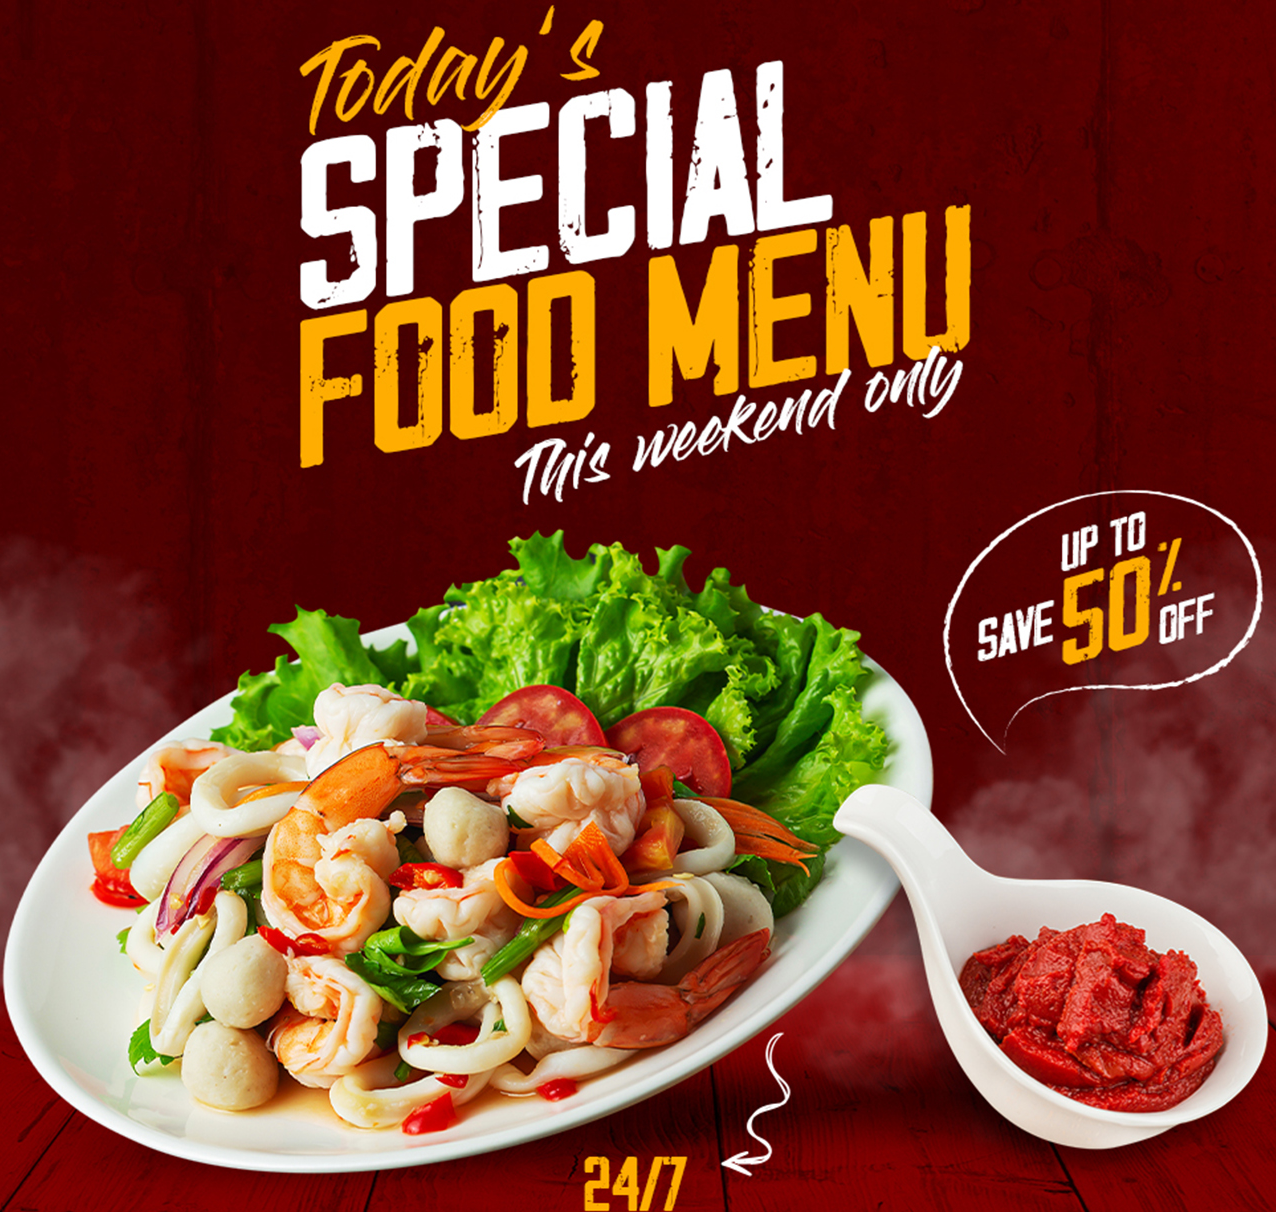 Today's
SPECIAL
FOOD MENU
This weekend only
UP TO
SAVE 50% OFF
24/7